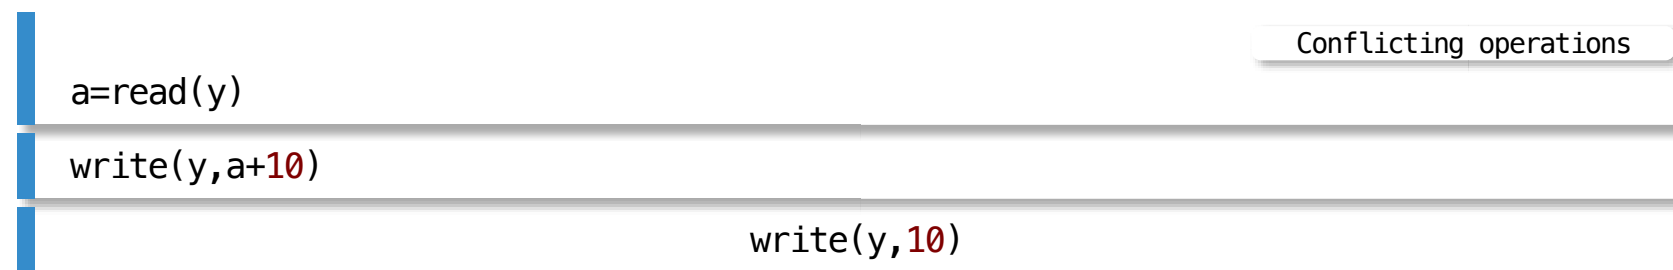 Conflicting operations
a=read(y)
write(y,a+10)
write(y,10)